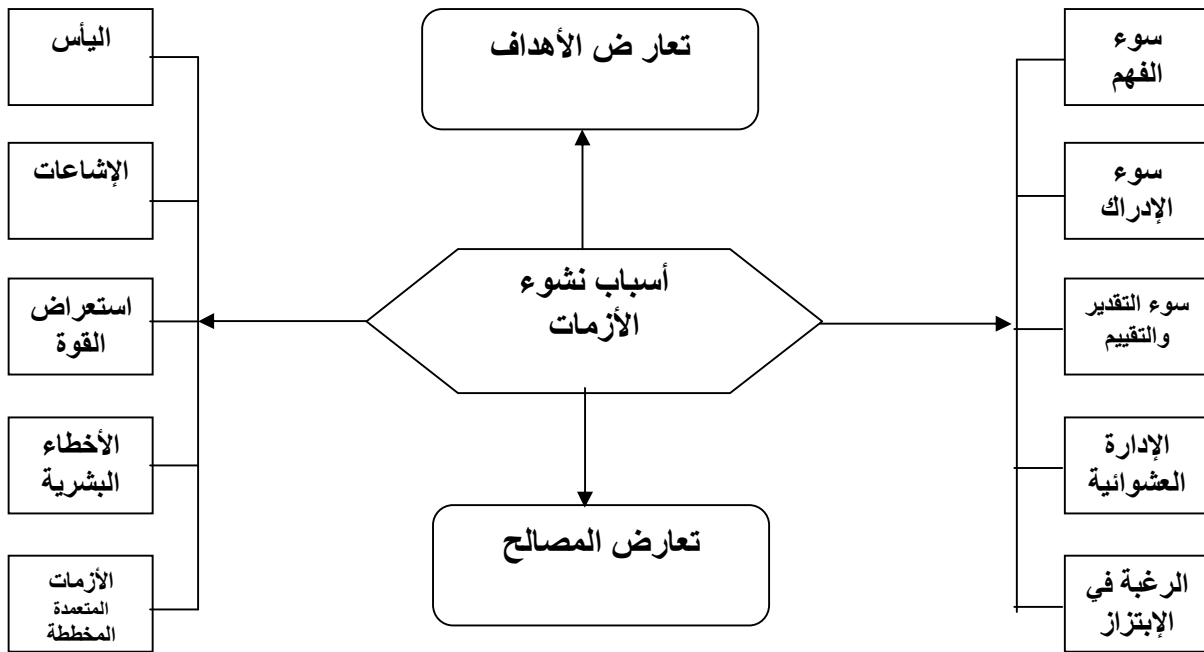 تعار ض الأهداف
سوء
الفهم
سوء
الإدراك
سوء التقدير
والتقييم
الإدارة
العشوائية
الرغبة في
الإبتزاز
أسباب نشوء
الأزمات
تعارض المصالح
اليأس
الإشاعات
استعراض
القوة
الأخطاء
البشرية
الأزمات
المتعمدة
المخططة